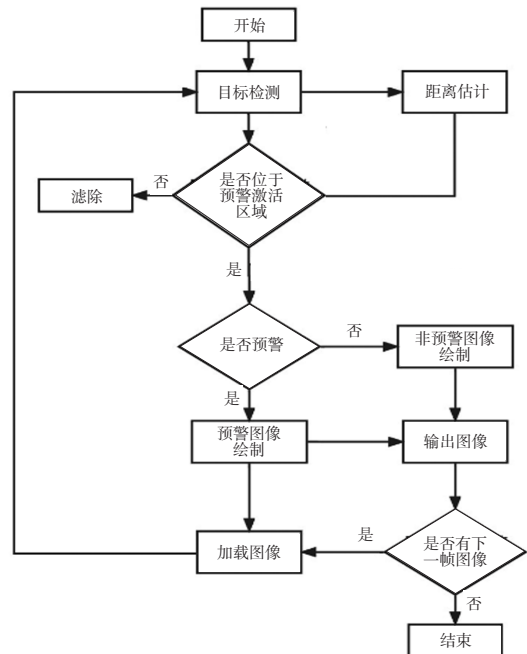 开始
目标检测
距离估计
是否位于
预警激活
区域
否
滤除
是
是否预警
否
非预警图像
绘制
是
预警图像
绘制
输出图像
是否有下
一帧图像
是
加载图像
否
结束